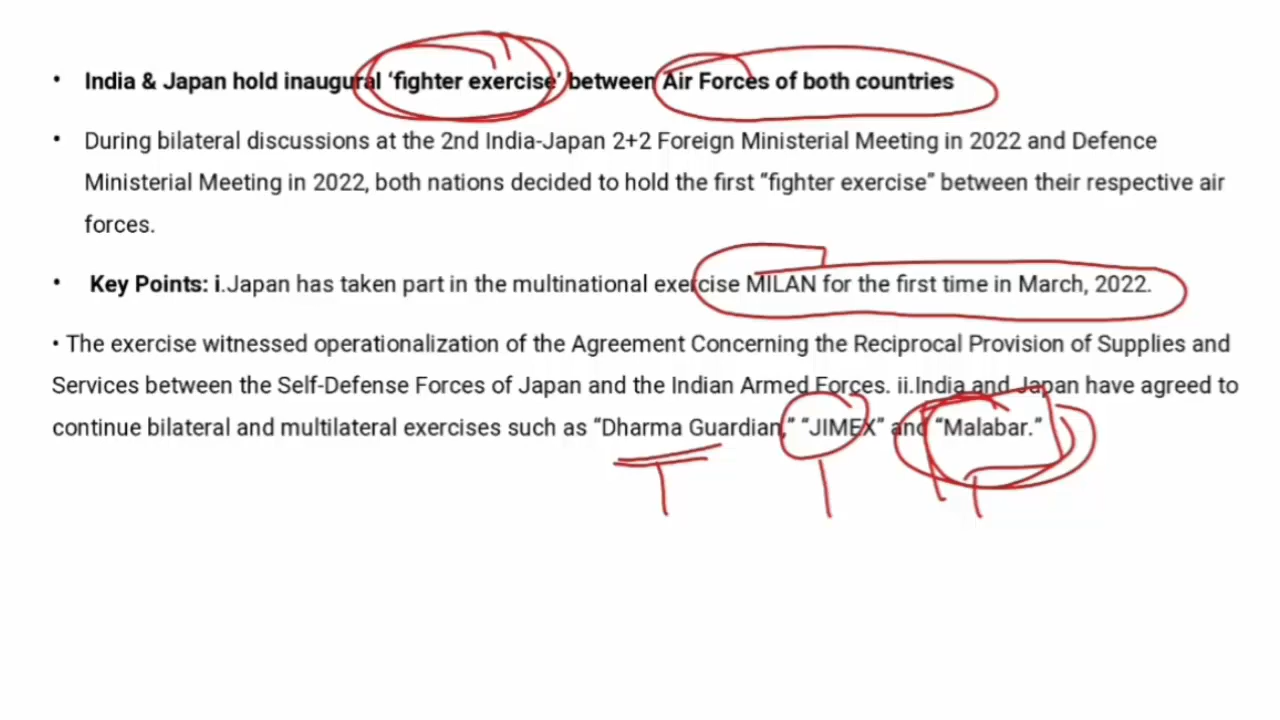 • India & Japan hold inaugural ‘fighter exercise’ between Air Forces of both countries
• During bilateral discussions at the 2nd India-Japan 2+2 Foreign Ministerial Meeting in 2022 and Defence
Ministerial Meeting in 2022, both nations decided to hold the first “fighter exercise” between their respective air
forces.
• Key Points: i.Japan has taken part in the multinational exercise MILAN for the first time in March, 2022.
• The exercise witnessed operationalization of the Agreement Concerning the Reciprocal Provision of Supplies and
Services between the Self-Defense Forces of Japan and the Indian Armed Forces. ii.India and Japan have agreed to
continue bilateral and multilateral exercises such as “Dharma Guardian,” “JIMEX” and “Malabar.”